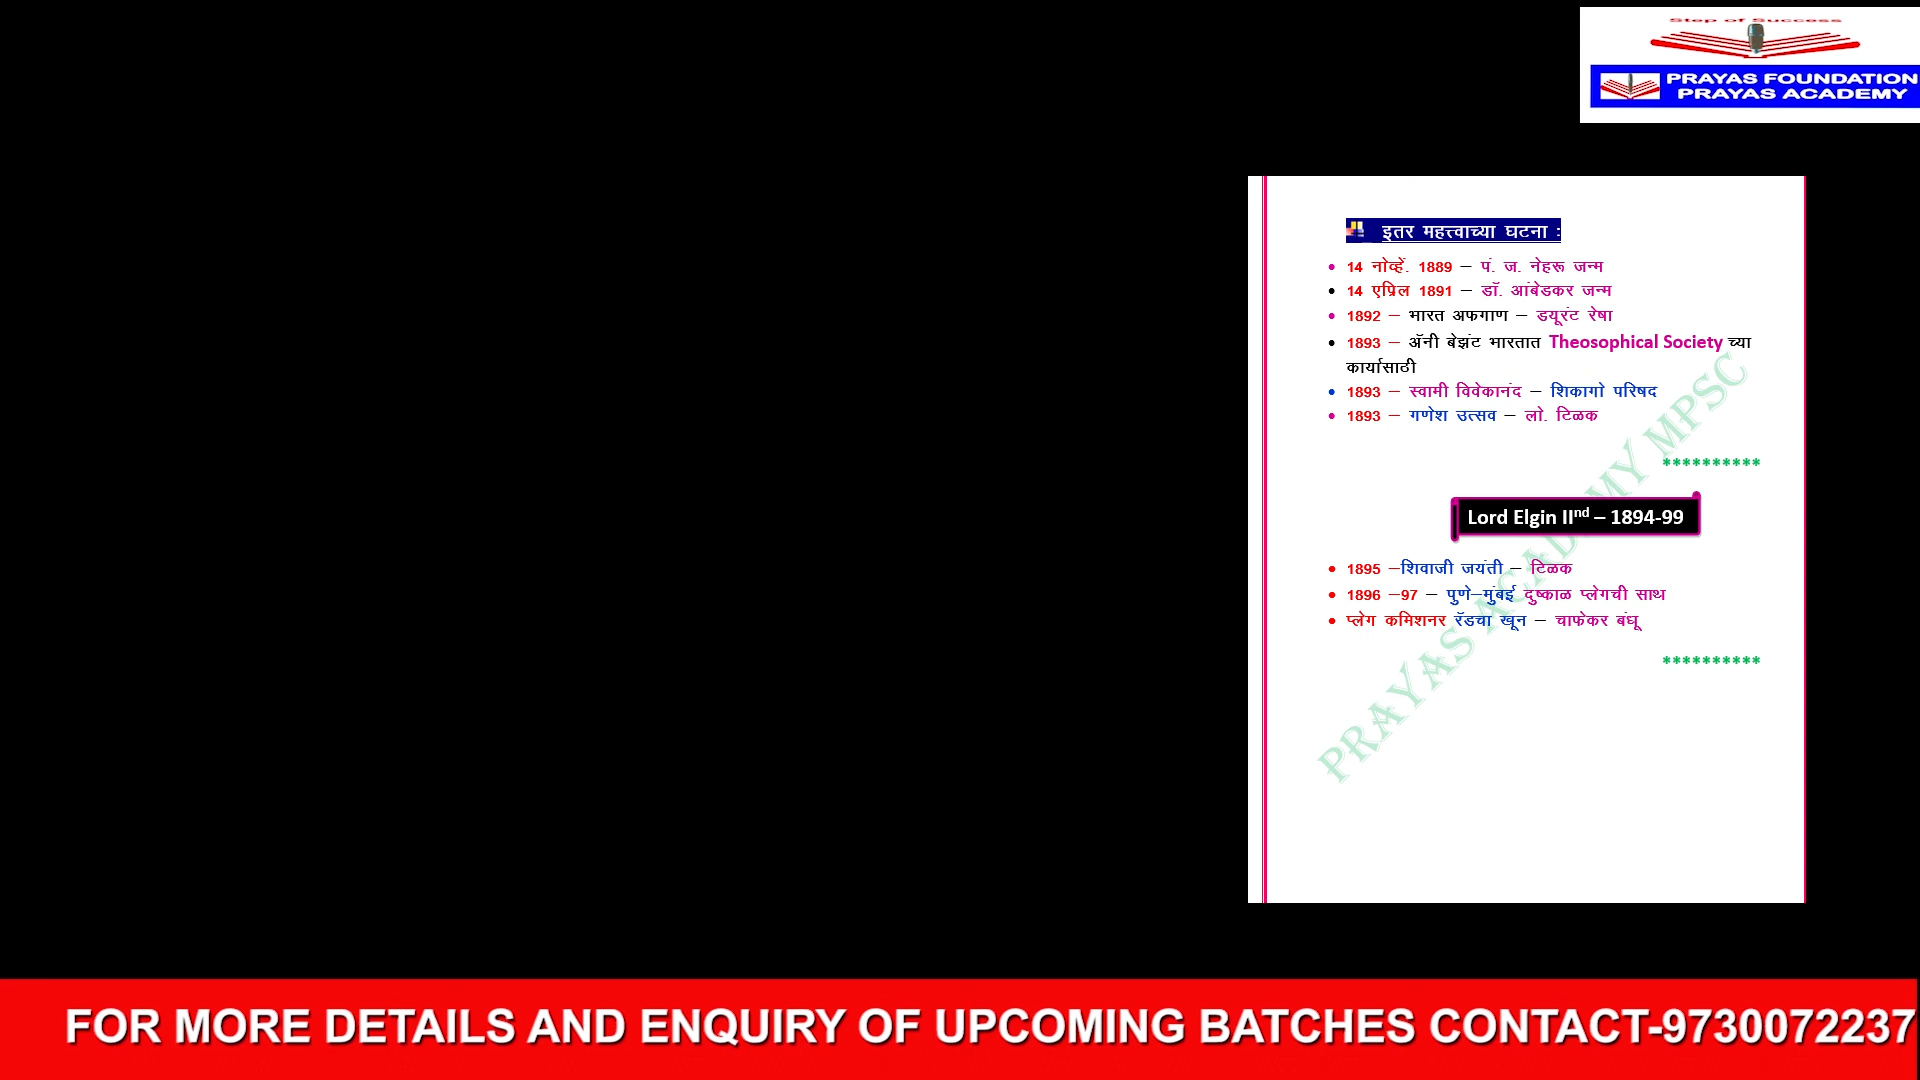 Step of Success
PRAYAS FOUNDATION
PRAYAS ACADEMY
इतर महत्त्वाच्या घटना :
• 14 नोव्हें. 1889 – पं. ज. नेहरू जन्म
• 14 एप्रिल 1891 – डॉ. आंबेडकर जन्म
• 1892 – भारत अफगाण – डयूरंट रेषा
• 1893 – ॲनी बेझंट भारतात Theosophical Society च्या
कार्यासाठी
• 1893 – स्वामी विवेकानंद – शिकागो परिषद
• 1893 – गणेश उत्सव – लो. टिळक
**********
Lord Elgin IInd – 1894-99
• 1895 –शिवाजी जयंती – टिळक
• 1896 –97 – पुणे–मुंबई दुष्काळ प्लेगची साथ
• प्लेग कमिशनर रॅडचा खून – चाफेकर बंधू
**********
PRAYAS ACADEMY MPSC
FOR MORE DETAILS AND ENQUIRY OF UPCOMING BATCHES CONTACT-9730072237